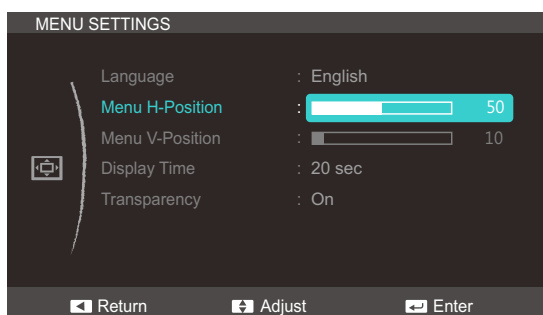 MENU SETTINGS
Language : English
Menu H-Position : 50
Menu V-Position : 10
Display Time : 20 sec
Transparency : On
Return Adjust Enter